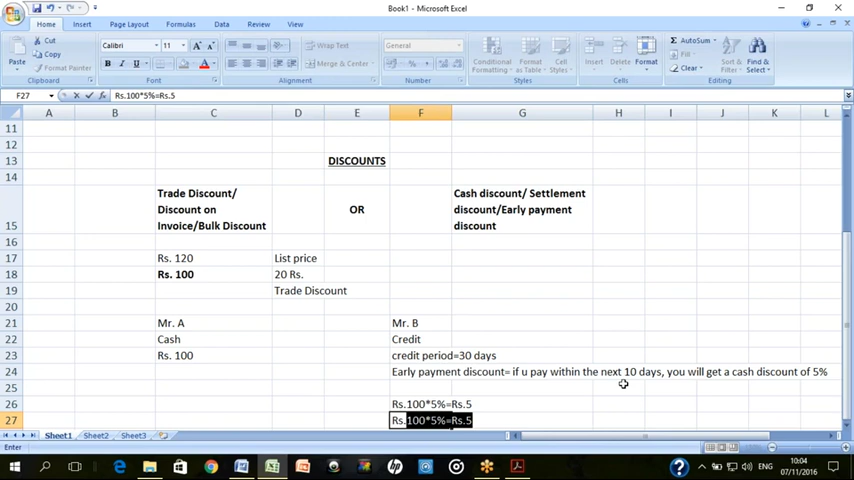 Book1 - Microsoft Excel
Home Insert Page Layout Formulas Data Review View
Cut
Copy
Format Painter
Paste
Clipboard
Calibri 11
B I U
Font
Wrap Text
Merge & Center
Alignment
General
Number
Conditional Formatting
Format as Table
Cell Styles
Styles
Insert Delete Format
Cells
AutoSum
Fill
Clear
Sort & Filter
Find & Select
Editing
F27 Rs.100*5%=Rs.5
A B C D E F G H I J K L
11
12
13 DISCOUNTS
14
Trade Discount/ Cash discount/ Settlement
Discount on OR discount/Early payment
15 Invoice/Bulk Discount discount
16
17 Rs. 120 List price
18 Rs. 100 20 Rs.
19 Trade Discount
20
21 Mr. A Mr. B
22 Cash Credit
23 Rs. 100 credit period=30 days
24 Early payment discount= if u pay within the next 10 days, you will get a cash discount of 5%
25
26 Rs.100*5%=Rs.5
27 Rs.100*5%=Rs.5
Sheet1 Sheet2 Sheet3
Enter 100%
ENG 10:04
07/11/2016